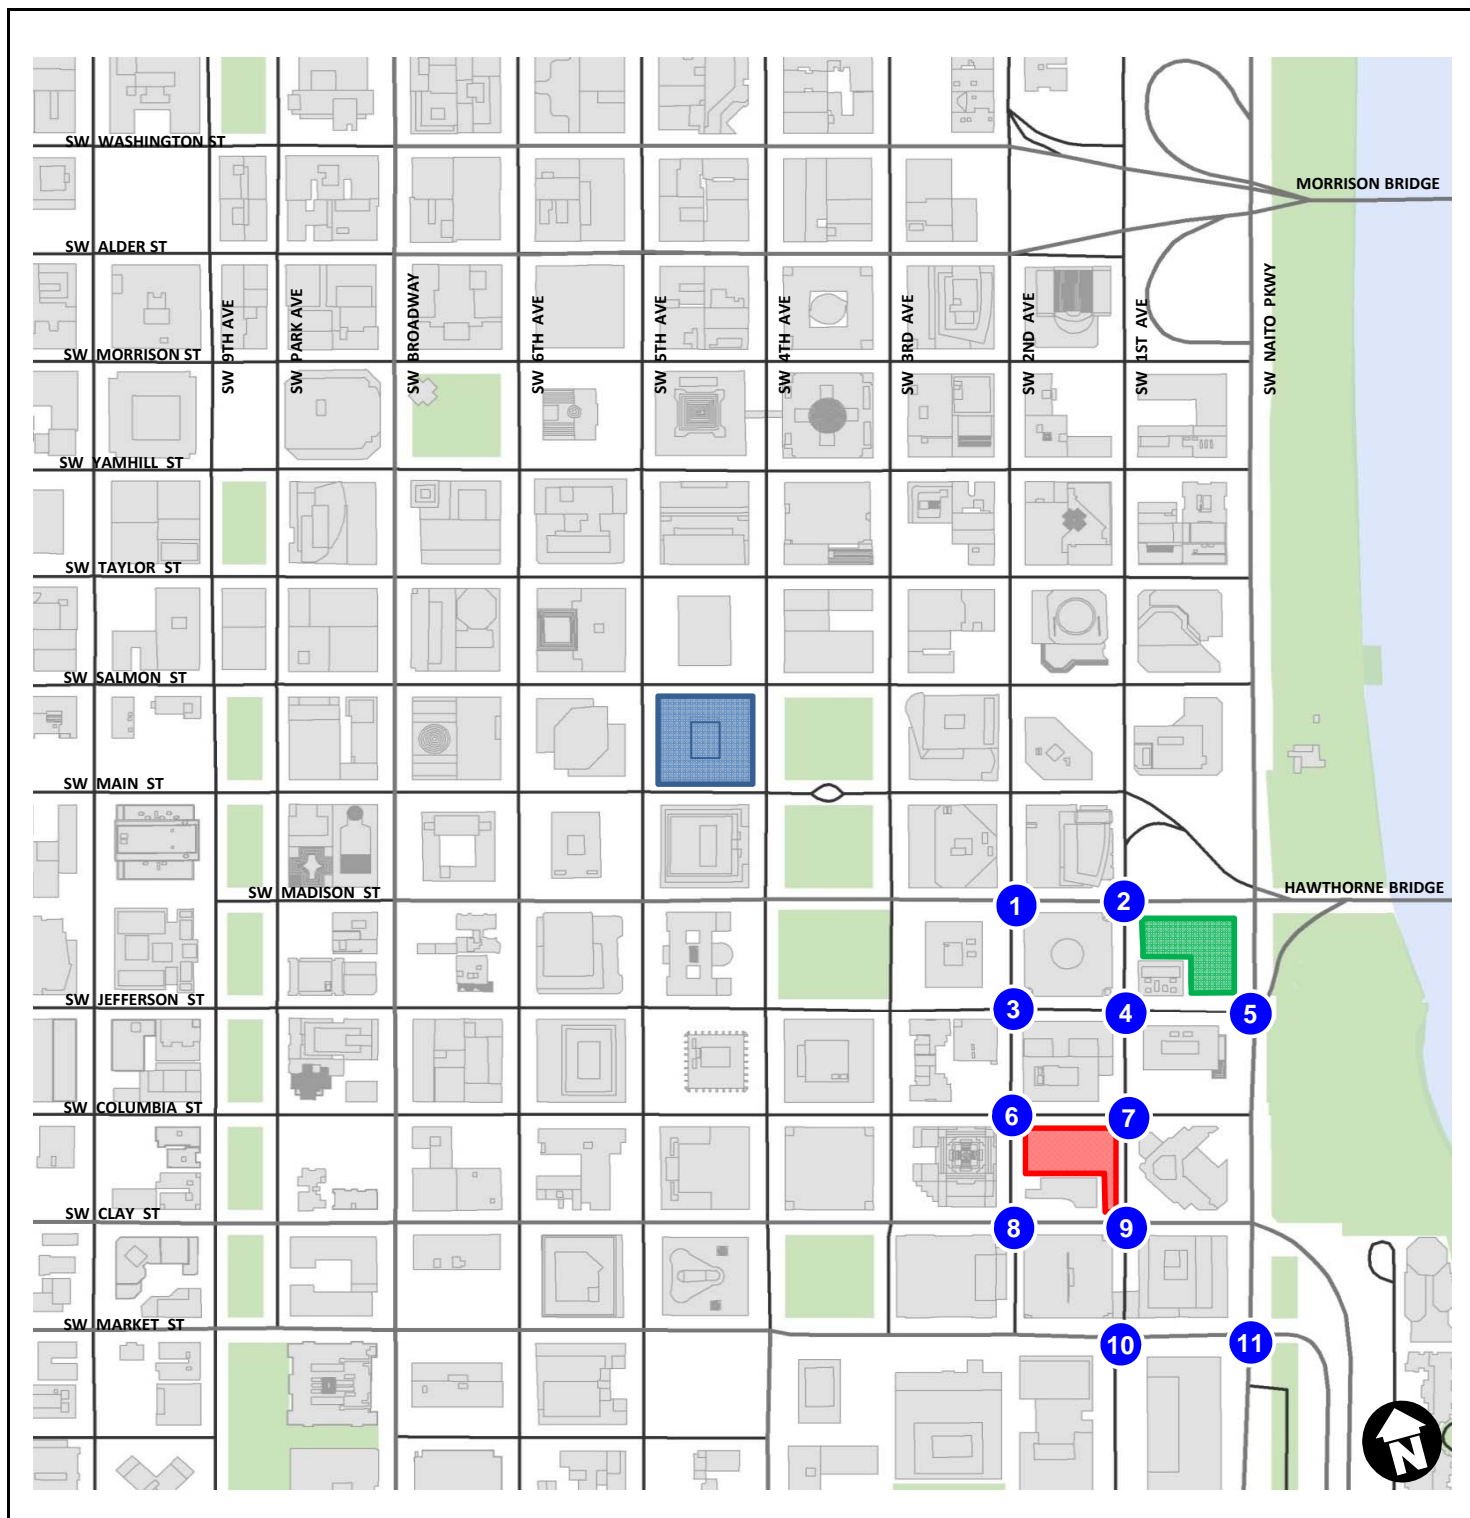 SW WASHINGTON ST
MORRISON BRIDGE
SW ALDER ST
SW 9TH AVE
SW PARK AVE
SW BROADWAY
SW 6TH AVE
SW 5TH AVE
SW 4TH AVE
SW 3RD AVE
SW 2ND AVE
SW 1ST AVE
SW NAITO PKWY
SW MORRISON ST
SW YAMHILL ST
SW TAYLOR ST
SW SALMON ST
SW MAIN ST
SW MADISON ST
HAWTHORNE BRIDGE
1
2
SW JEFFERSON ST
3
4
5
SW COLUMBIA ST
6
7
SW CLAY ST
8
9
SW MARKET ST
10
11
N